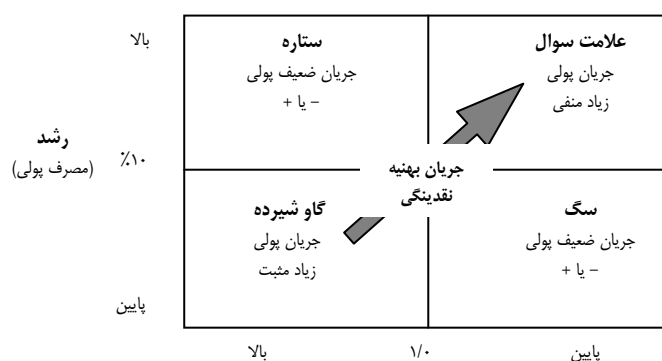 بالا
ستاره
جریان ضعیف پولی
– یا +
علامت سوال
جریان پولی
زیاد منفی
رشد
(مصرف پولی)
٪۱۰
جریان بهنیه
نقدینگی
گاو شیرده
جریان پولی
زیاد مثبت
سگ
جریان ضعیف پولی
– یا +
پایین
بالا
۱/۰
پایین